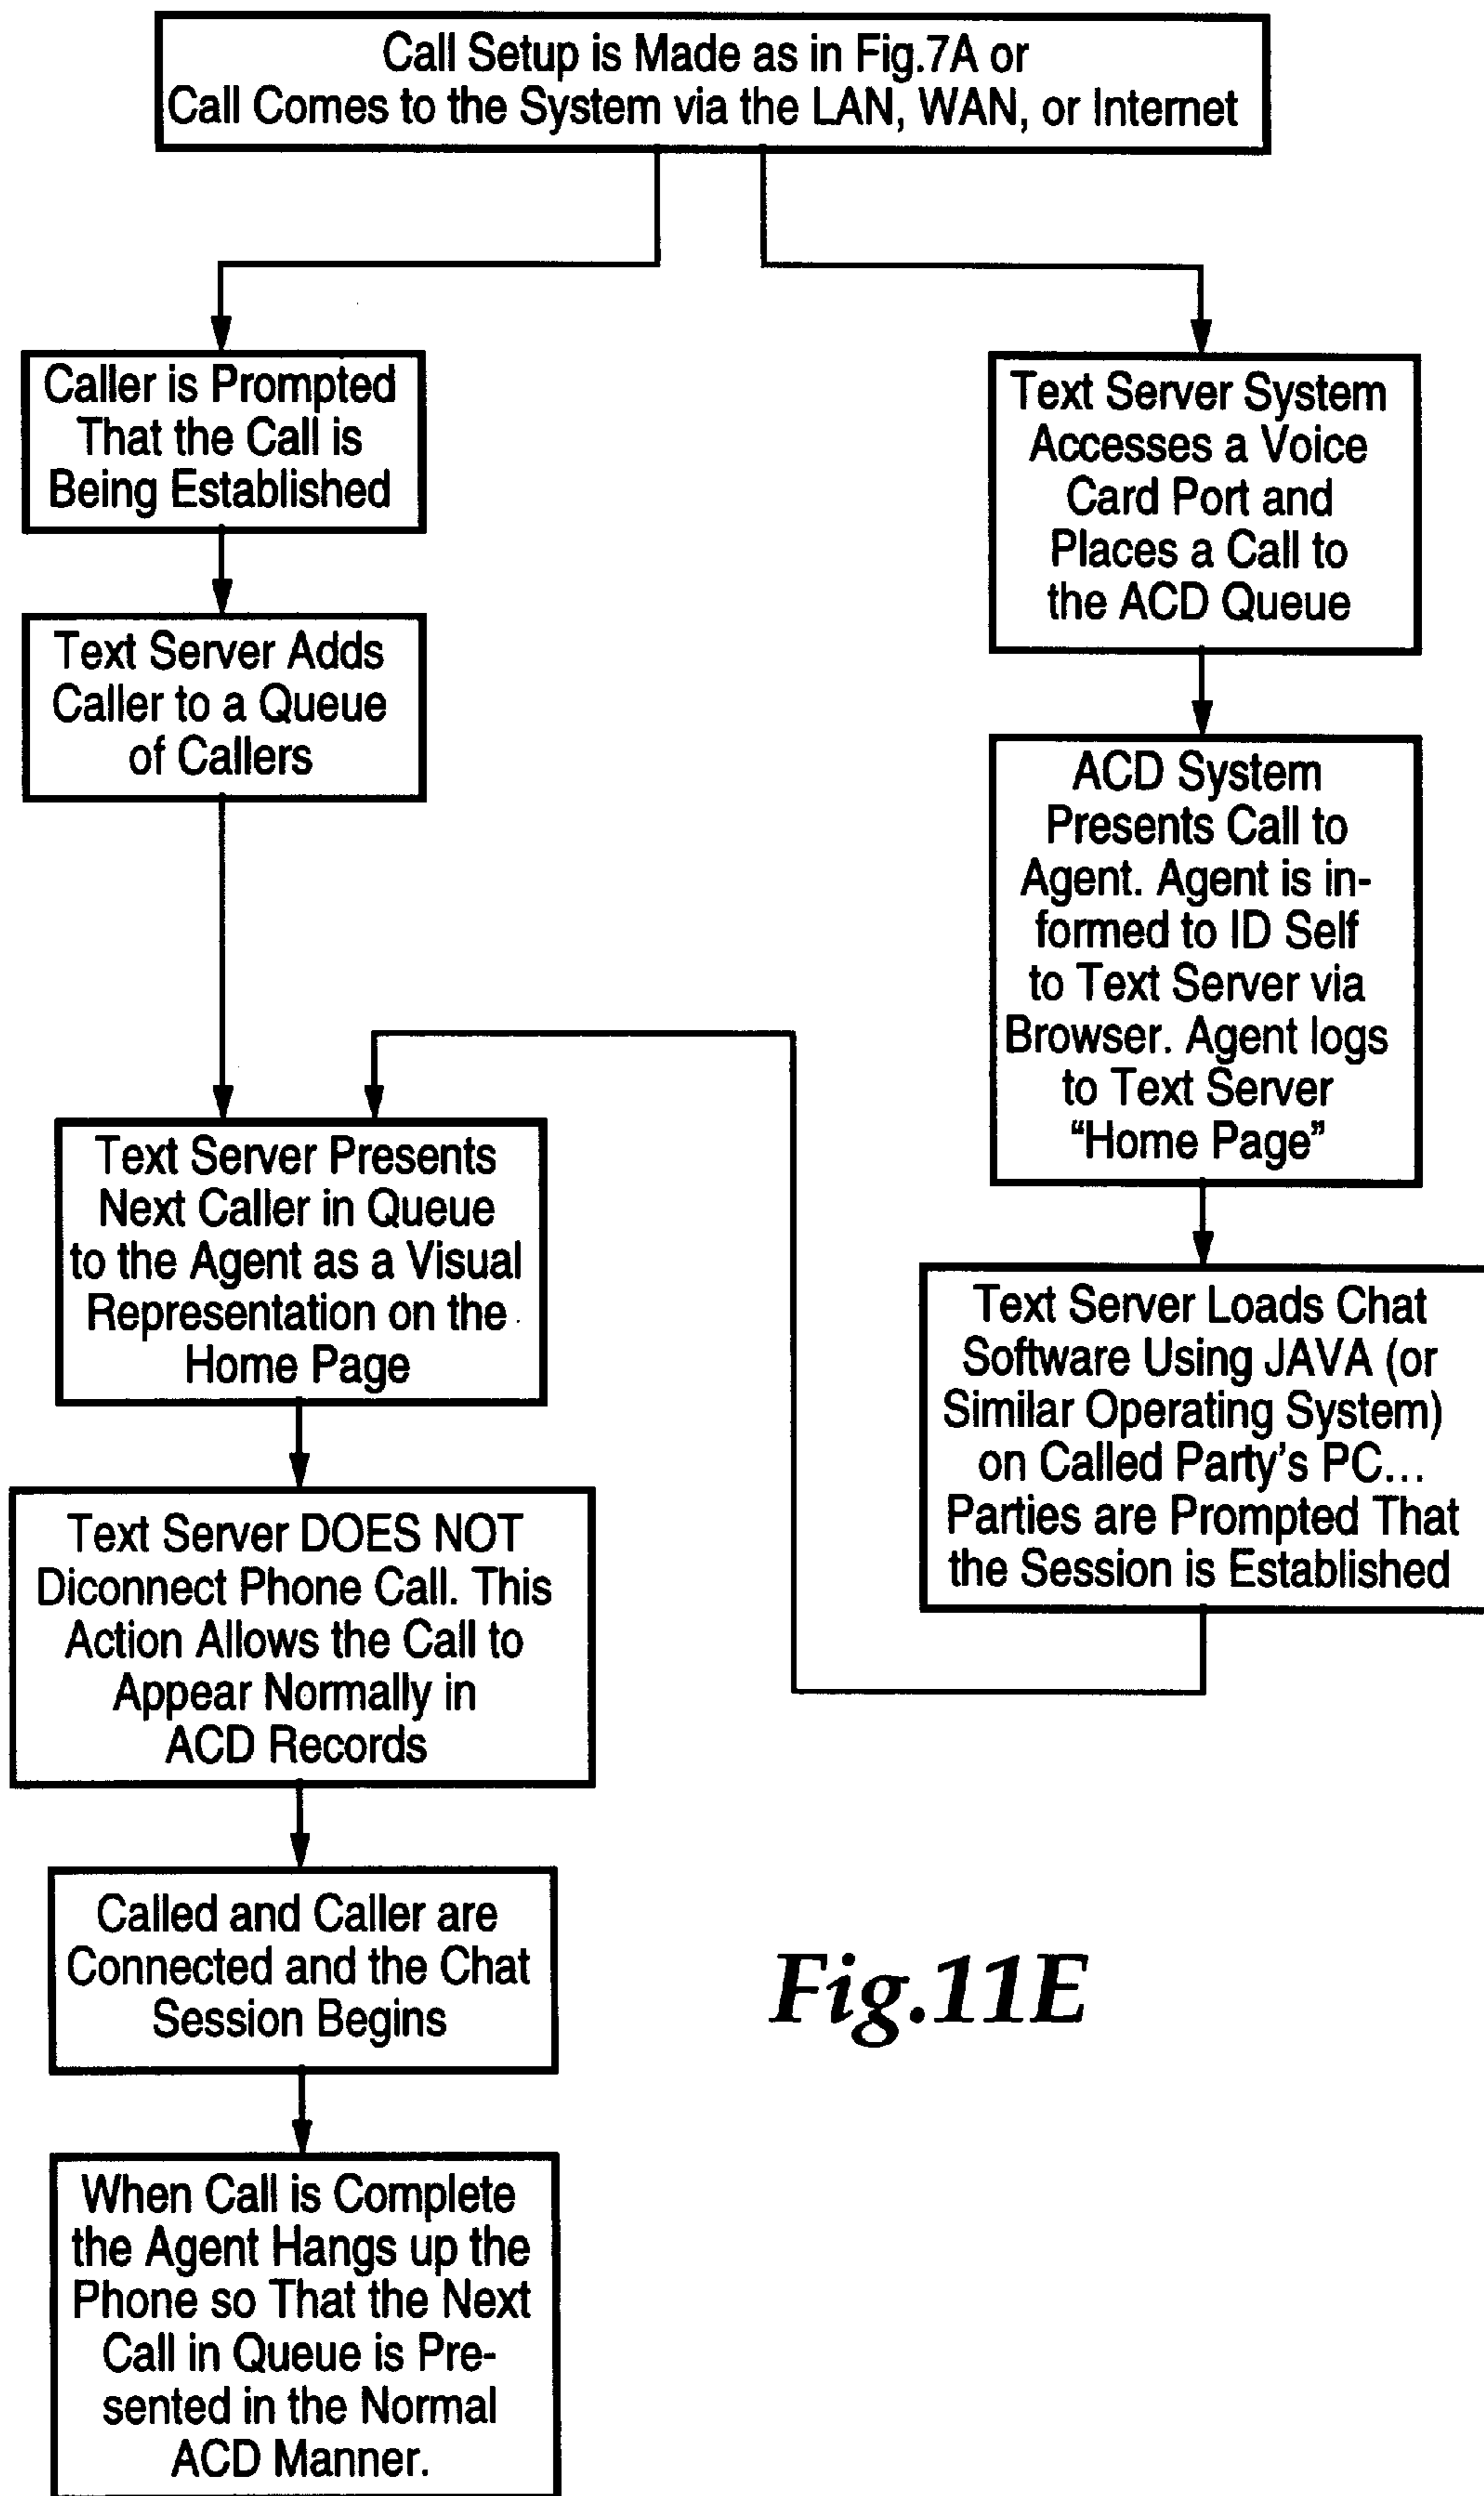 Call Setup is Made as in Fig.7A or
Call Comes to the System via the LAN, WAN, or Internet
Caller is Prompted
That the Call is
Being Established
Text Server Adds
Caller to a Queue
of Callers
Text Server System
Accesses a Voice
Card Port and
Places a Call to
the ACD Queue
ACD System
Presents Call to
Agent. Agent is in-
formed to ID Self
to Text Server via
Browser. Agent logs
to Text Server
“Home Page”
Text Server Loads Chat
Software Using JAVA (or
Similar Operating System)
on Called Party’s PC...
Parties are Prompted That
the Session is Established
Text Server Presents
Next Caller in Queue
to the Agent as a Visual
Representation on the
Home Page
Text Server DOES NOT
Diconnect Phone Call. This
Action Allows the Call to
Appear Normally in
ACD Records
Called and Caller are
Connected and the Chat
Session Begins
When Call is Complete
the Agent Hangs up the
Phone so That the Next
Call in Queue is Pre-
sented in the Normal
ACD Manner.
Fig.11E